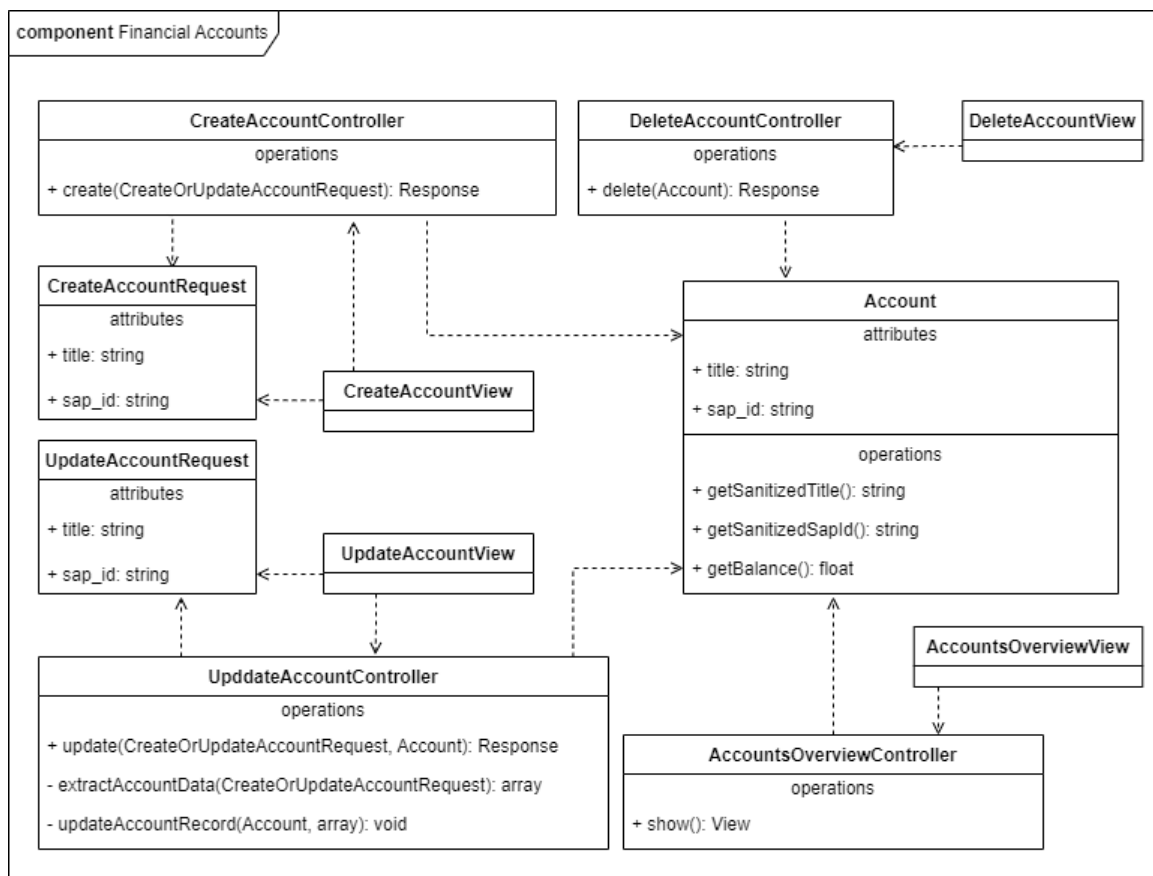 component Financial Accounts
CreateAccountController
operations
+ create(CreateOrUpdateAccountRequest): Response
DeleteAccountController
operations
+ delete(Account): Response
DeleteAccountView
CreateAccountRequest
attributes
+ title: string
+ sap_id: string
CreateAccountView
Account
attributes
+ title: string
+ sap_id: string
operations
+ getSanitizedTitle(): string
+ getSanitizedSapId(): string
+ getBalance(): float
UpdateAccountRequest
attributes
+ title: string
+ sap_id: string
UpdateAccountView
UpddateAccountController
operations
+ update(CreateOrUpdateAccountRequest, Account): Response
- extractAccountData(CreateOrUpdateAccountRequest): array
- updateAccountRecord(Account, array): void
AccountsOverviewView
AccountsOverviewController
operations
+ show(): View